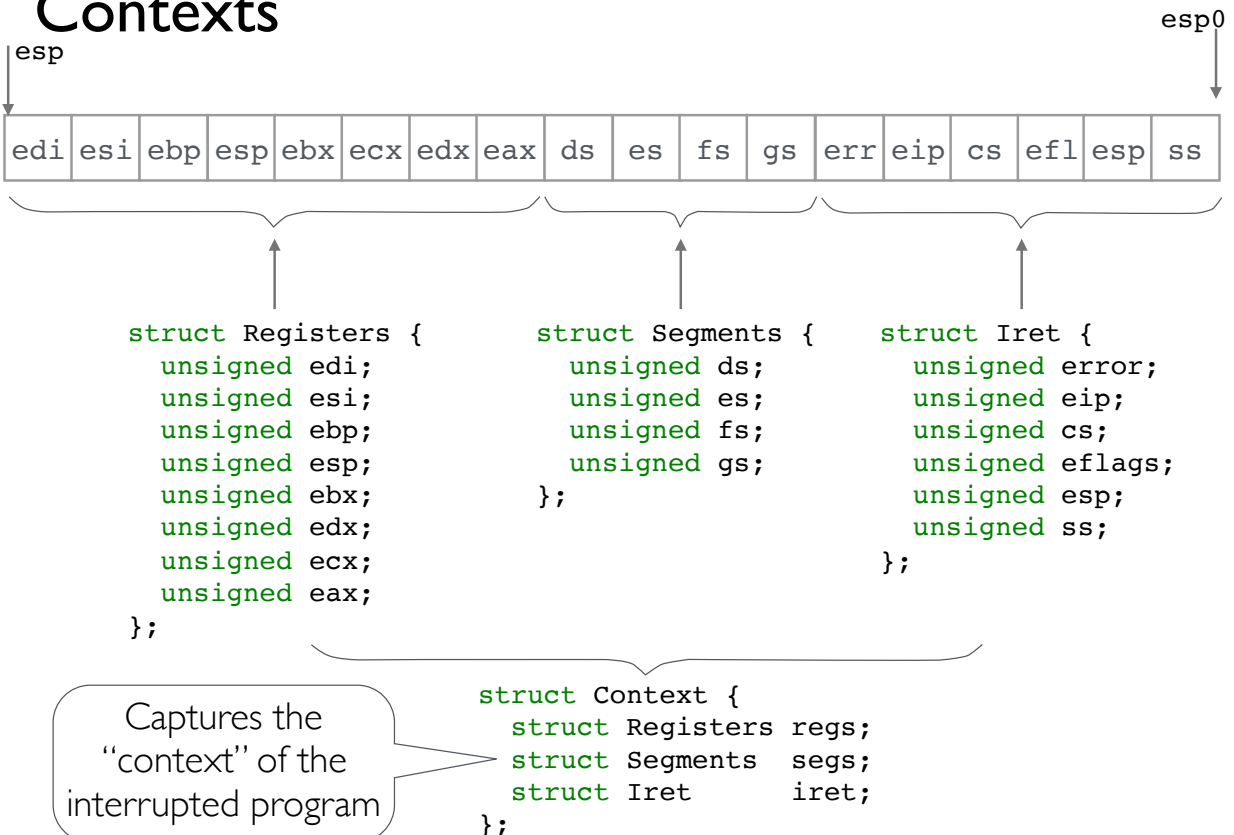 Contexts
esp0
esp
edi esi ebp esp ebx ecx edx eax ds es fs gs err eip cs efl esp ss
struct Registers {
unsigned edi;
unsigned esi;
unsigned ebp;
unsigned esp;
unsigned ebx;
unsigned edx;
unsigned ecx;
unsigned eax;
};
struct Segments {
unsigned ds;
unsigned es;
unsigned fs;
unsigned gs;
};
struct Iret {
unsigned error;
unsigned eip;
unsigned cs;
unsigned eflags;
unsigned esp;
unsigned ss;
};
Captures the
“context” of the
interrupted program
struct Context {
struct Registers regs;
struct Segments segs;
struct Iret iret;
};